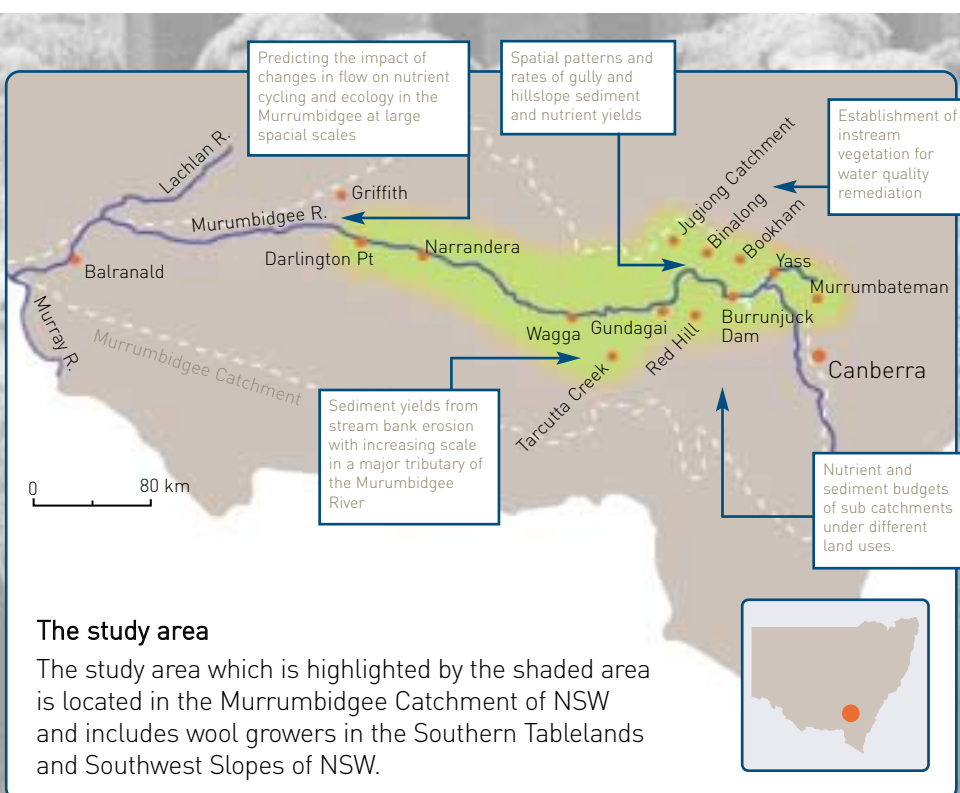 Predicting the impact of
changes in flow on nutrient
cycling and ecology in the
Murrumbidgee at large
spacial scales
Spatial patterns and
rates of gully and
hillslope sediment
and nutrient yields
Establishment of
instream
vegetation for
water quality
remediation
Lachlan R.
Griffith
Murumbidgee R.
Darlington Pt
Narrandera
Jugiong Catchment
Binalong
Bookham
Yass
Murrumbateman
Balranald
Murray R.
Murrumbidgee Catchment
Wagga
Gundagai
Red Hill
Burrunjuck
Dam
Canberra
Tarcutta Creek
Sediment yields from
stream bank erosion
with increasing scale
in a major tributary of
the Murumbidgee
River
Nutrient and
sediment budgets
of sub catchments
under different
land uses.
0
80 km
The study area
The study area which is highlighted by the shaded area
is located in the Murrumbidgee Catchment of NSW
and includes wool growers in the Southern Tablelands
and Southwest Slopes of NSW.